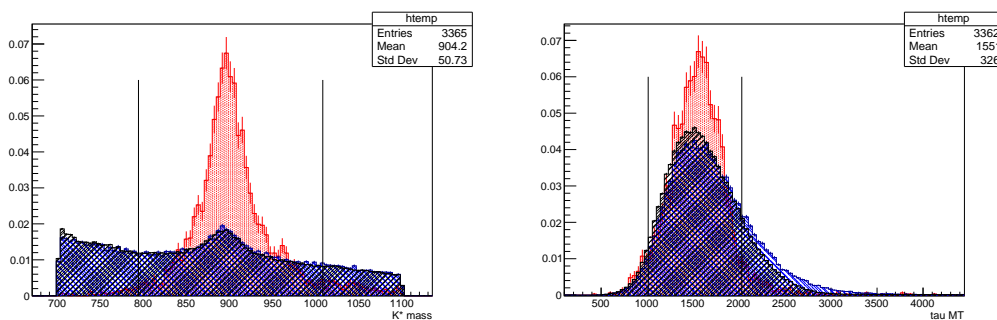 htemp
Entries 3365
Mean 904.2
Std Dev 50.73
0.07
0.06
0.05
0.04
0.03
0.02
0.01
0
700 750 800 850 900 950 1000 1050 1100
K* mass
htemp
Entries 3362
Mean 1551
Std Dev 326
0.07
0.06
0.05
0.04
0.03
0.02
0.01
0
500 1000 1500 2000 2500 3000 3500 4000
tau MT